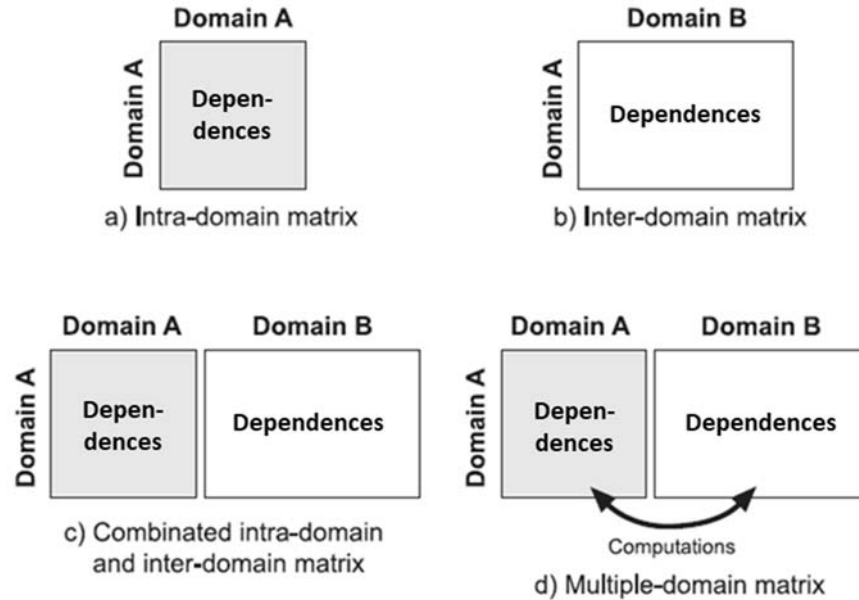 Domain A
Domain A
Depen-
dences
a) Intra-domain matrix
Domain B
Domain A
Dependences
b) Inter-domain matrix
Domain A
Domain B
Domain A
Depen-
dences
Dependences
c) Combinated intra-domain
and inter-domain matrix
Domain A
Domain B
Domain A
Depen-
dences
Dependences
Computations
d) Multiple-domain matrix